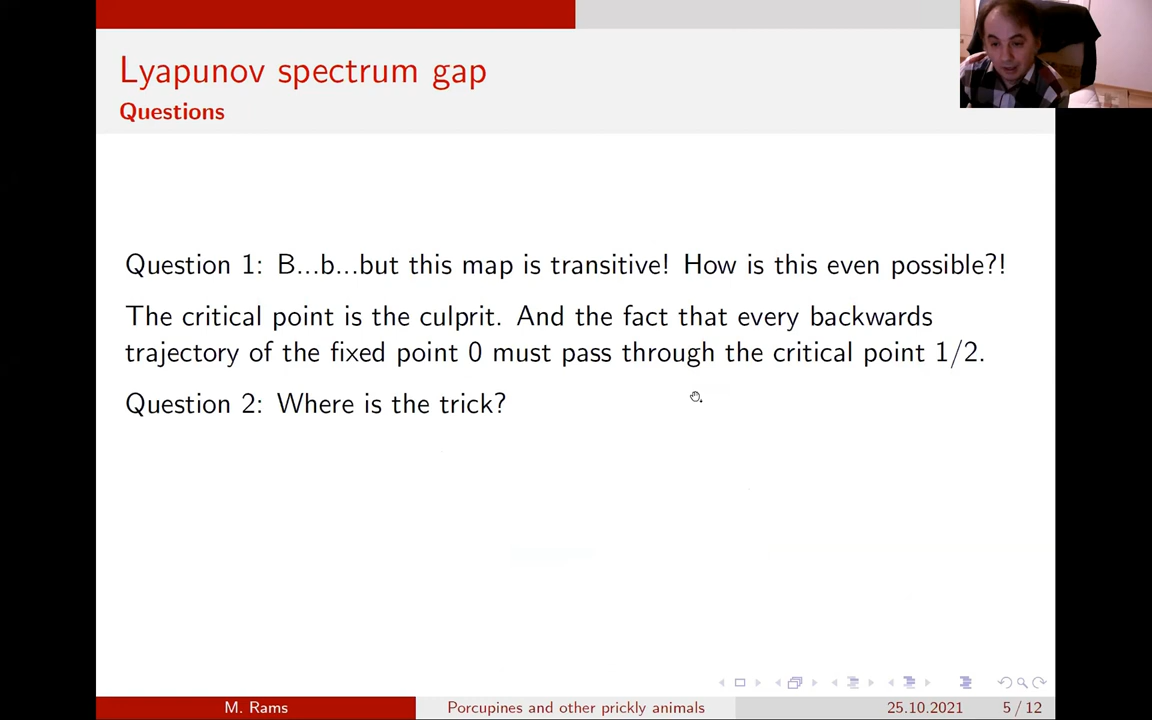 Lyapunov spectrum gap
Questions
Question 1: B...b...but this map is transitive! How is this even possible?!
The critical point is the culprit. And the fact that every backwards
trajectory of the fixed point 0 must pass through the critical point 1/2.
Question 2: Where is the trick?
M. Rams
Porcupines and other prickly animals
25.10.2021
5 / 12